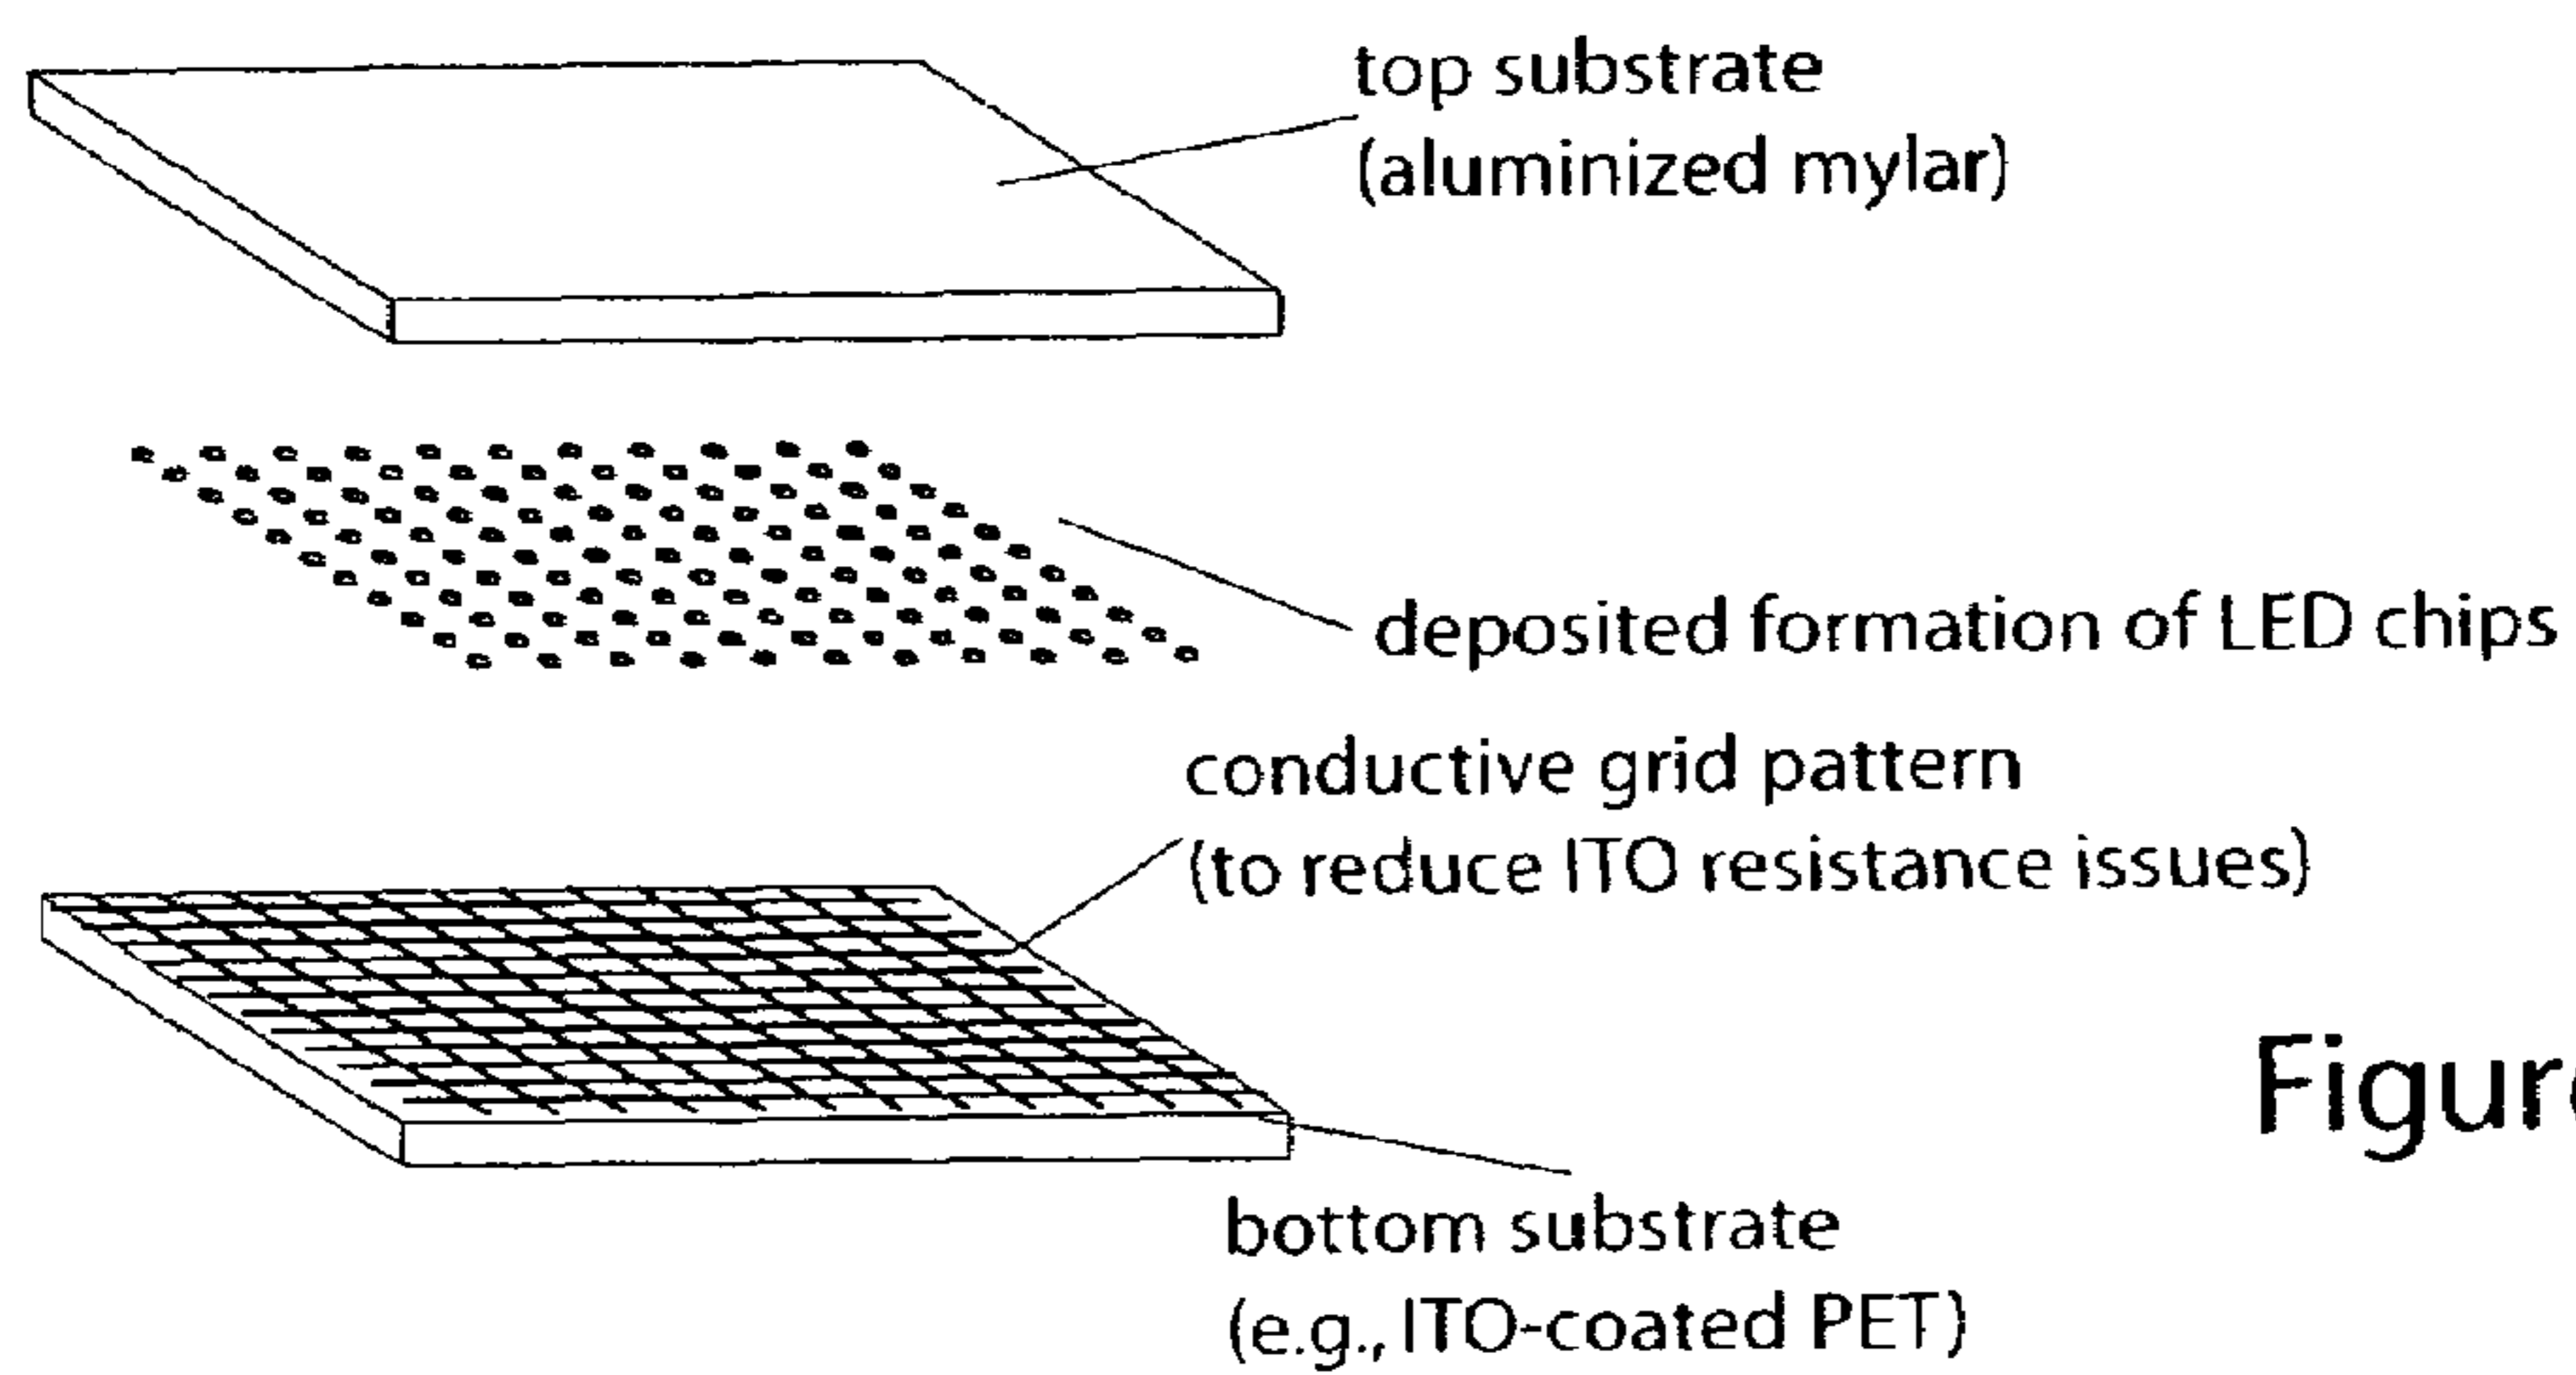 top substrate
(aluminized mylar)
deposited formation of LED chips
conductive grid pattern
(to reduce ITO resistance issues)
bottom substrate
(e.g., ITO-coated PET)